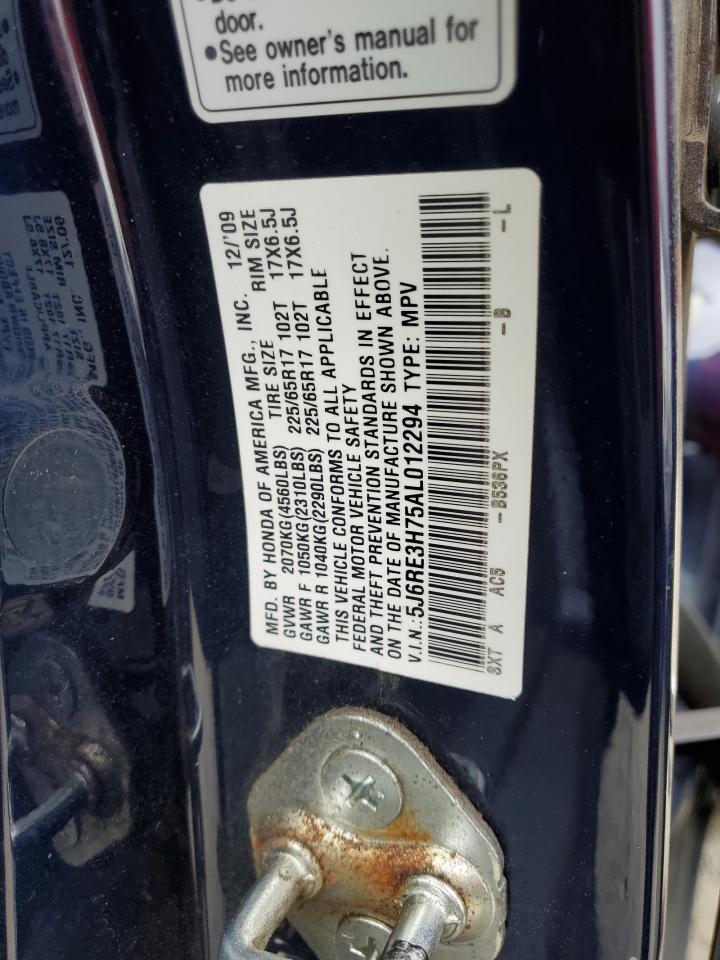 door.
•See owner's manual for
more information.
MFD. BY HONDA OF AMERICA MFG., INC. 12/'09
GVWR 2070KG(4560LBS) TIRE SIZE RIM SIZE
GAWR F 1050KG(2310LBS) 225/65R17 102T 17X6.5J
GAWR R 1040KG(2290LBS) 225/65R17 102T 17X6.5J
THIS VEHICLE CONFORMS TO ALL APPLICABLE
FEDERAL MOTOR VEHICLE SAFETY
AND THEFT PREVENTION STANDARDS IN EFFECT
ON THE DATE OF MANUFACTURE SHOWN ABOVE.
V.I.N.:5J6RE3H75AL012294 TYPE: MPV
SXT A AC5 -B536PX -B -L